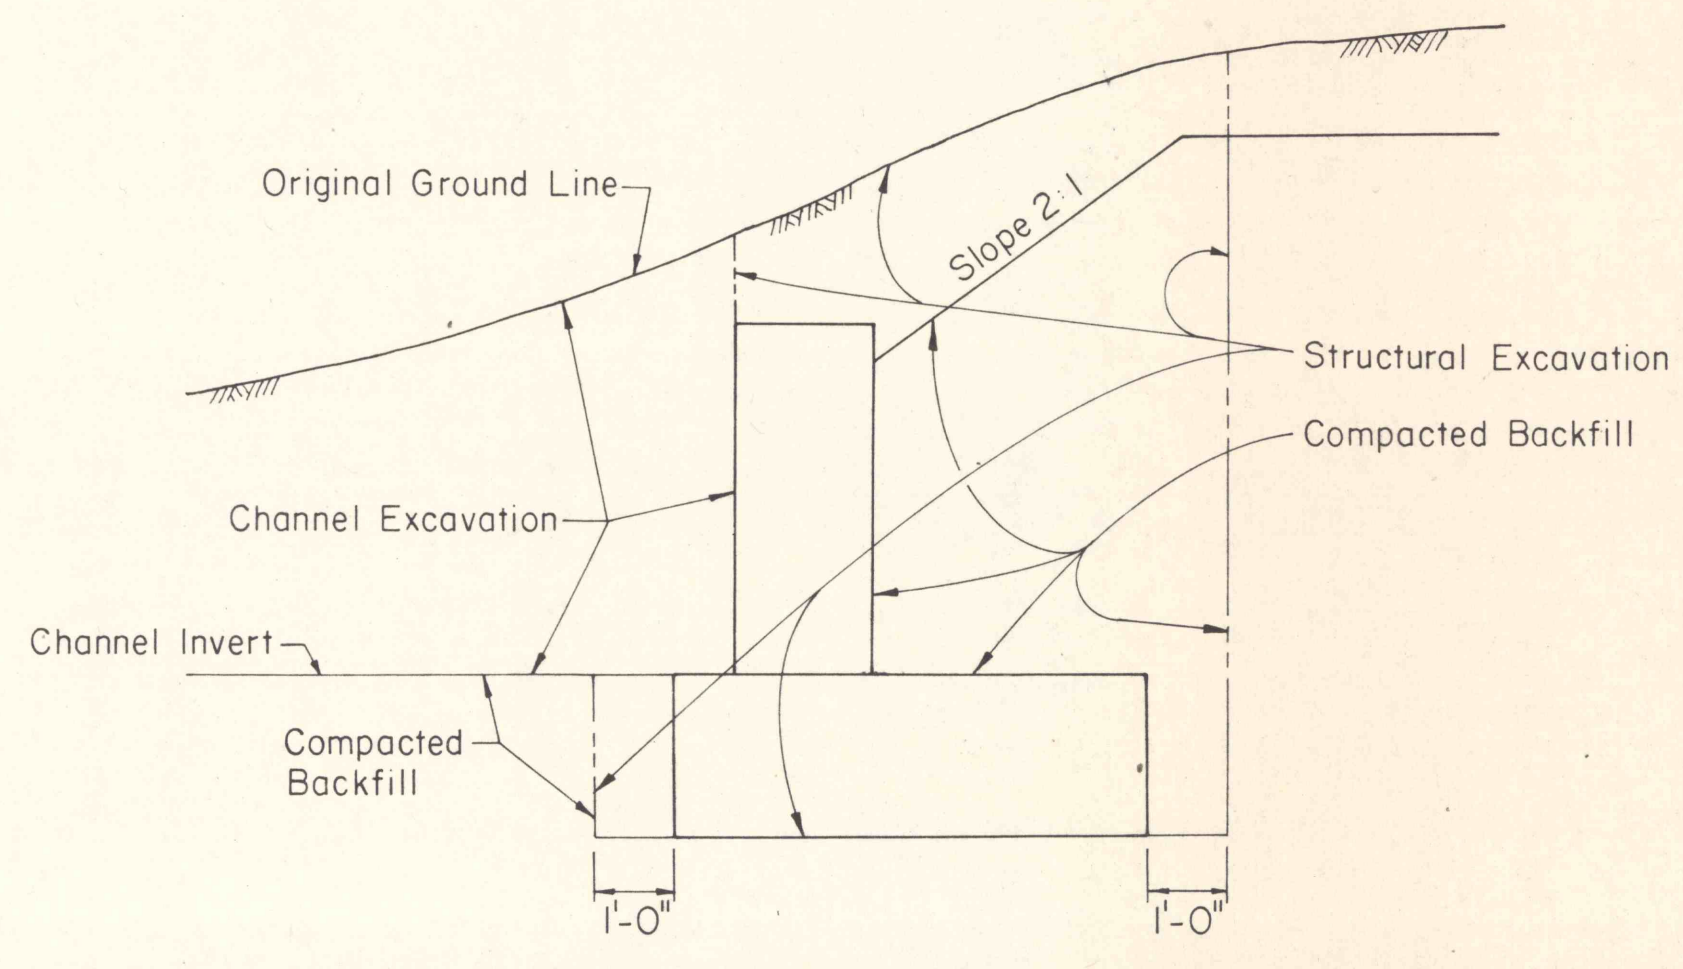 Original Ground Line
Slope 2:1
Structural Excavation
Compacted Backfill
Channel Excavation
Channel Invert
Compacted
Backfill
1'-0"
1'-0"